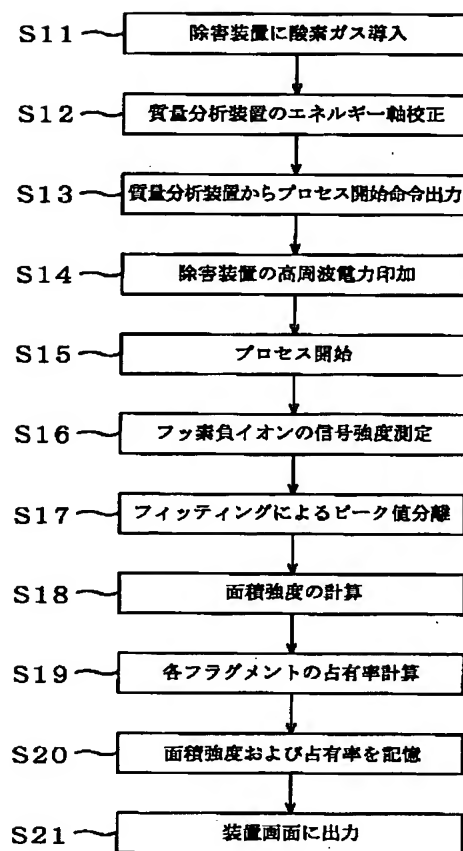 S11 除害装置に酸素ガス導入
S12 質量分析装置のエネルギー軸校正
S13 質量分析装置からプロセス開始命令出力
S14 除害装置の高周波電力印加
S15 プロセス開始
S16 フッ素負イオンの信号強度測定
S17 フィッティングによるピーク値分離
S18 面積強度の計算
S19 各フラグメントの占有率計算
S20 面積強度および占有率を記憶
S21 装置画面に出力